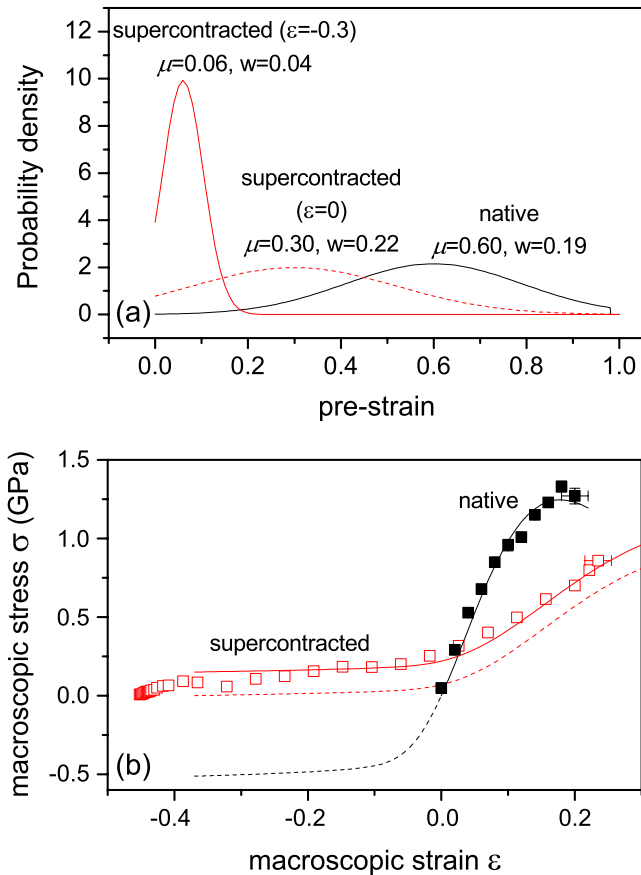 12
10
8
6
4
2
0
Probability density
supercontracted (ε=-0.3)
μ=0.06, w=0.04
supercontracted
(ε=0)
μ=0.30, w=0.22
native
μ=0.60, w=0.19
(a)
0.0 0.2 0.4 0.6 0.8 1.0
pre-strain
1.5
1.0
0.5
0.0
-0.5
macroscopic stress σ (GPa)
native
supercontracted
(b)
-0.4 -0.2 0.0 0.2
macroscopic strain ε